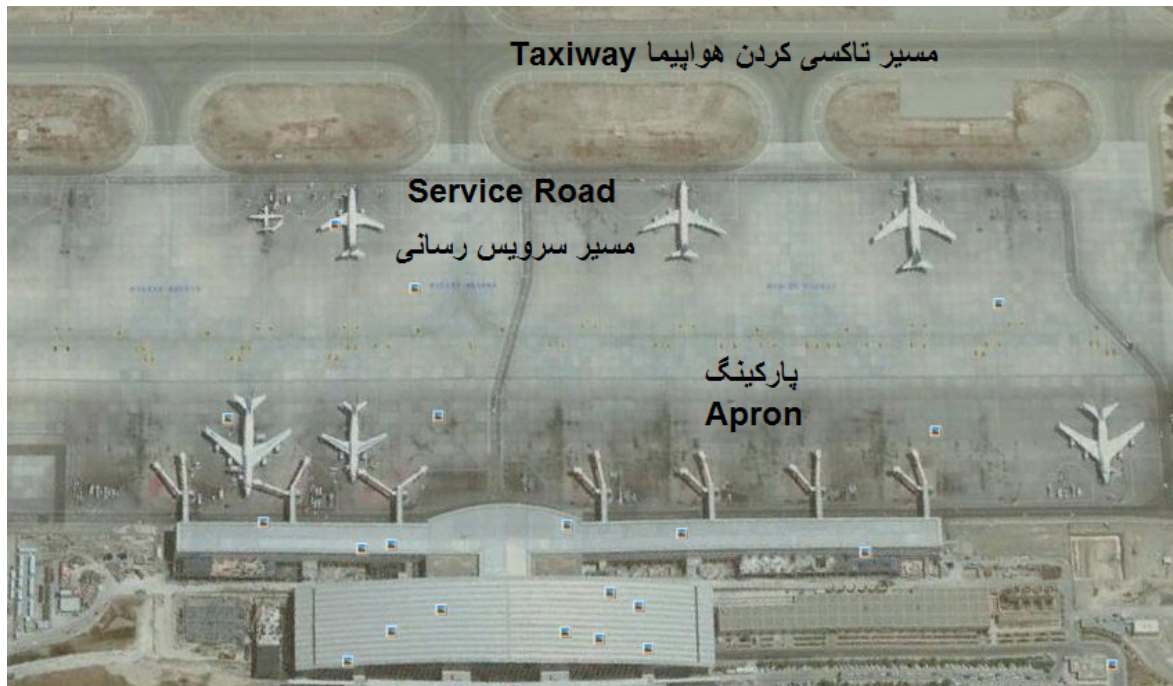 مسیر تاکسی کردن هواپیما Taxiway
Service Road
مسیر سرویس رسانی
پارکینگ
Apron